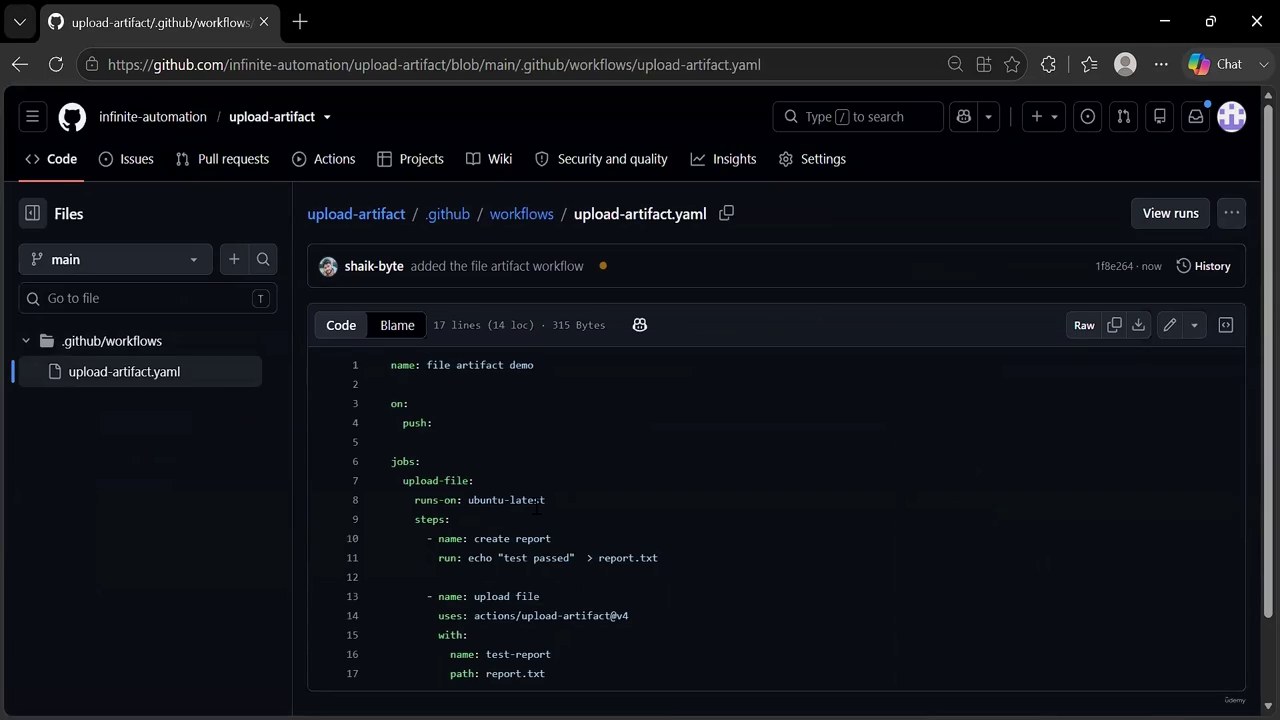 upload-artifact/.github/workflows/
https://github.com/infinite-automation/upload-artifact/blob/main/.github/workflows/upload-artifact.yaml
Chat
infinite-automation / upload-artifact
Type / to search
Code
Issues
Pull requests
Actions
Projects
Wiki
Security and quality
Insights
Settings
Files
upload-artifact / .github / workflows / upload-artifact.yaml
View runs
main
shaik-byte added the file artifact workflow
1f8e264 · now
History
Go to file
T
Code
Blame
17 lines (14 loc) · 315 Bytes
Raw
.github/workflows
upload-artifact.yaml
1 name: file artifact demo
2
3 on:
4 push:
5
6 jobs:
7 upload-file:
8 runs-on: ubuntu-latest
9 steps:
10 - name: create report
11 run: echo "test passed"  > report.txt
12
13 - name: upload file
14 uses: actions/upload-artifact@v4
15 with:
16 name: test-report
17 path: report.txt
ûdemy